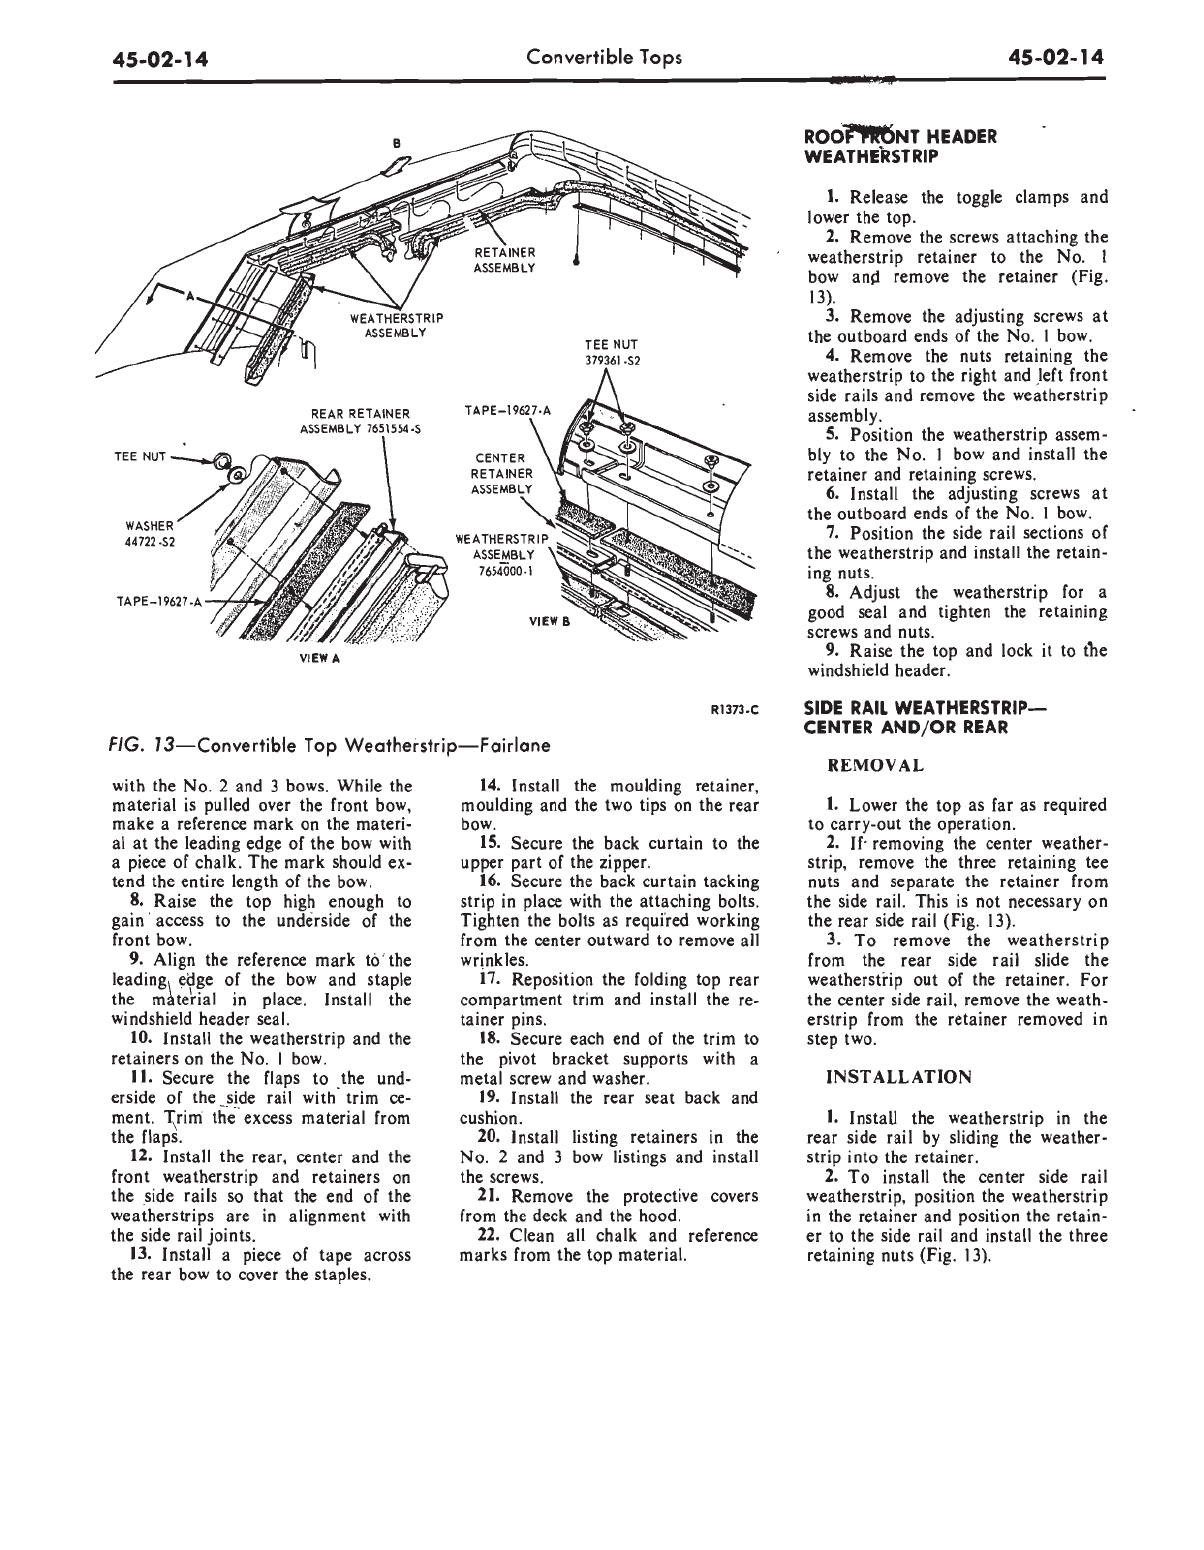 45-02-14
Convertible Tops
45-02-14
B
RETAINER
ASSEMBLY
A
WEATHERSTRIP
ASSEMBLY
TEE NUT
379361-S2
REAR RETAINER
ASSEMBLY 7651554-S
TAPE-19627-A
TEE NUT
CENTER
RETAINER
ASSEMBLY
WASHER
44722-S2
WEATHERSTRIP
ASSEMBLY
7654000-1
TAPE-19627-A
VIEW B
VIEW A
R1373-C
FIG. 13—Convertible Top Weatherstrip—Fairlane
with the No. 2 and 3 bows. While the
material is pulled over the front bow,
make a reference mark on the materi-
al at the leading edge of the bow with
a piece of chalk. The mark should ex-
tend the entire length of the bow.
8. Raise the top high enough to
gain access to the underside of the
front bow.
9. Align the reference mark to the
leading edge of the bow and staple
the material in place. Install the
windshield header seal.
10. Install the weatherstrip and the
retainers on the No. 1 bow.
11. Secure the flaps to the und-
erside of the side rail with trim ce-
ment. Trim the excess material from
the flaps.
12. Install the rear, center and the
front weatherstrip and retainers on
the side rails so that the end of the
weatherstrips are in alignment with
the side rail joints.
13. Install a piece of tape across
the rear bow to cover the staples.
14. Install the moulding retainer,
moulding and the two tips on the rear
bow.
15. Secure the back curtain to the
upper part of the zipper.
16. Secure the back curtain tacking
strip in place with the attaching bolts.
Tighten the bolts as required working
from the center outward to remove all
wrinkles.
17. Reposition the folding top rear
compartment trim and install the re-
tainer pins.
18. Secure each end of the trim to
the pivot bracket supports with a
metal screw and washer.
19. Install the rear seat back and
cushion.
20. Install listing retainers in the
No. 2 and 3 bow listings and install
the screws.
21. Remove the protective covers
from the deck and the hood.
22. Clean all chalk and reference
marks from the top material.
ROOF FRONT HEADER
WEATHERSTRIP
1. Release the toggle clamps and
lower the top.
2. Remove the screws attaching the
weatherstrip retainer to the No. 1
bow and remove the retainer (Fig.
13).
3. Remove the adjusting screws at
the outboard ends of the No. 1 bow.
4. Remove the nuts retaining the
weatherstrip to the right and left front
side rails and remove the weatherstrip
assembly.
5. Position the weatherstrip assem-
bly to the No. 1 bow and install the
retainer and retaining screws.
6. Install the adjusting screws at
the outboard ends of the No. 1 bow.
7. Position the side rail sections of
the weatherstrip and install the retain-
ing nuts.
8. Adjust the weatherstrip for a
good seal and tighten the retaining
screws and nuts.
9. Raise the top and lock it to the
windshield header.
SIDE RAIL WEATHERSTRIP—
CENTER AND/OR REAR
REMOVAL
1. Lower the top as far as required
to carry-out the operation.
2. If removing the center weather-
strip, remove the three retaining tee
nuts and separate the retainer from
the side rail. This is not necessary on
the rear side rail (Fig. 13).
3. To remove the weatherstrip
from the rear side rail slide the
weatherstrip out of the retainer. For
the center side rail, remove the weath-
erstrip from the retainer removed in
step two.
INSTALLATION
1. Install the weatherstrip in the
rear side rail by sliding the weather-
strip into the retainer.
2. To install the center side rail
weatherstrip, position the weatherstrip
in the retainer and position the retain-
er to the side rail and install the three
retaining nuts (Fig. 13).